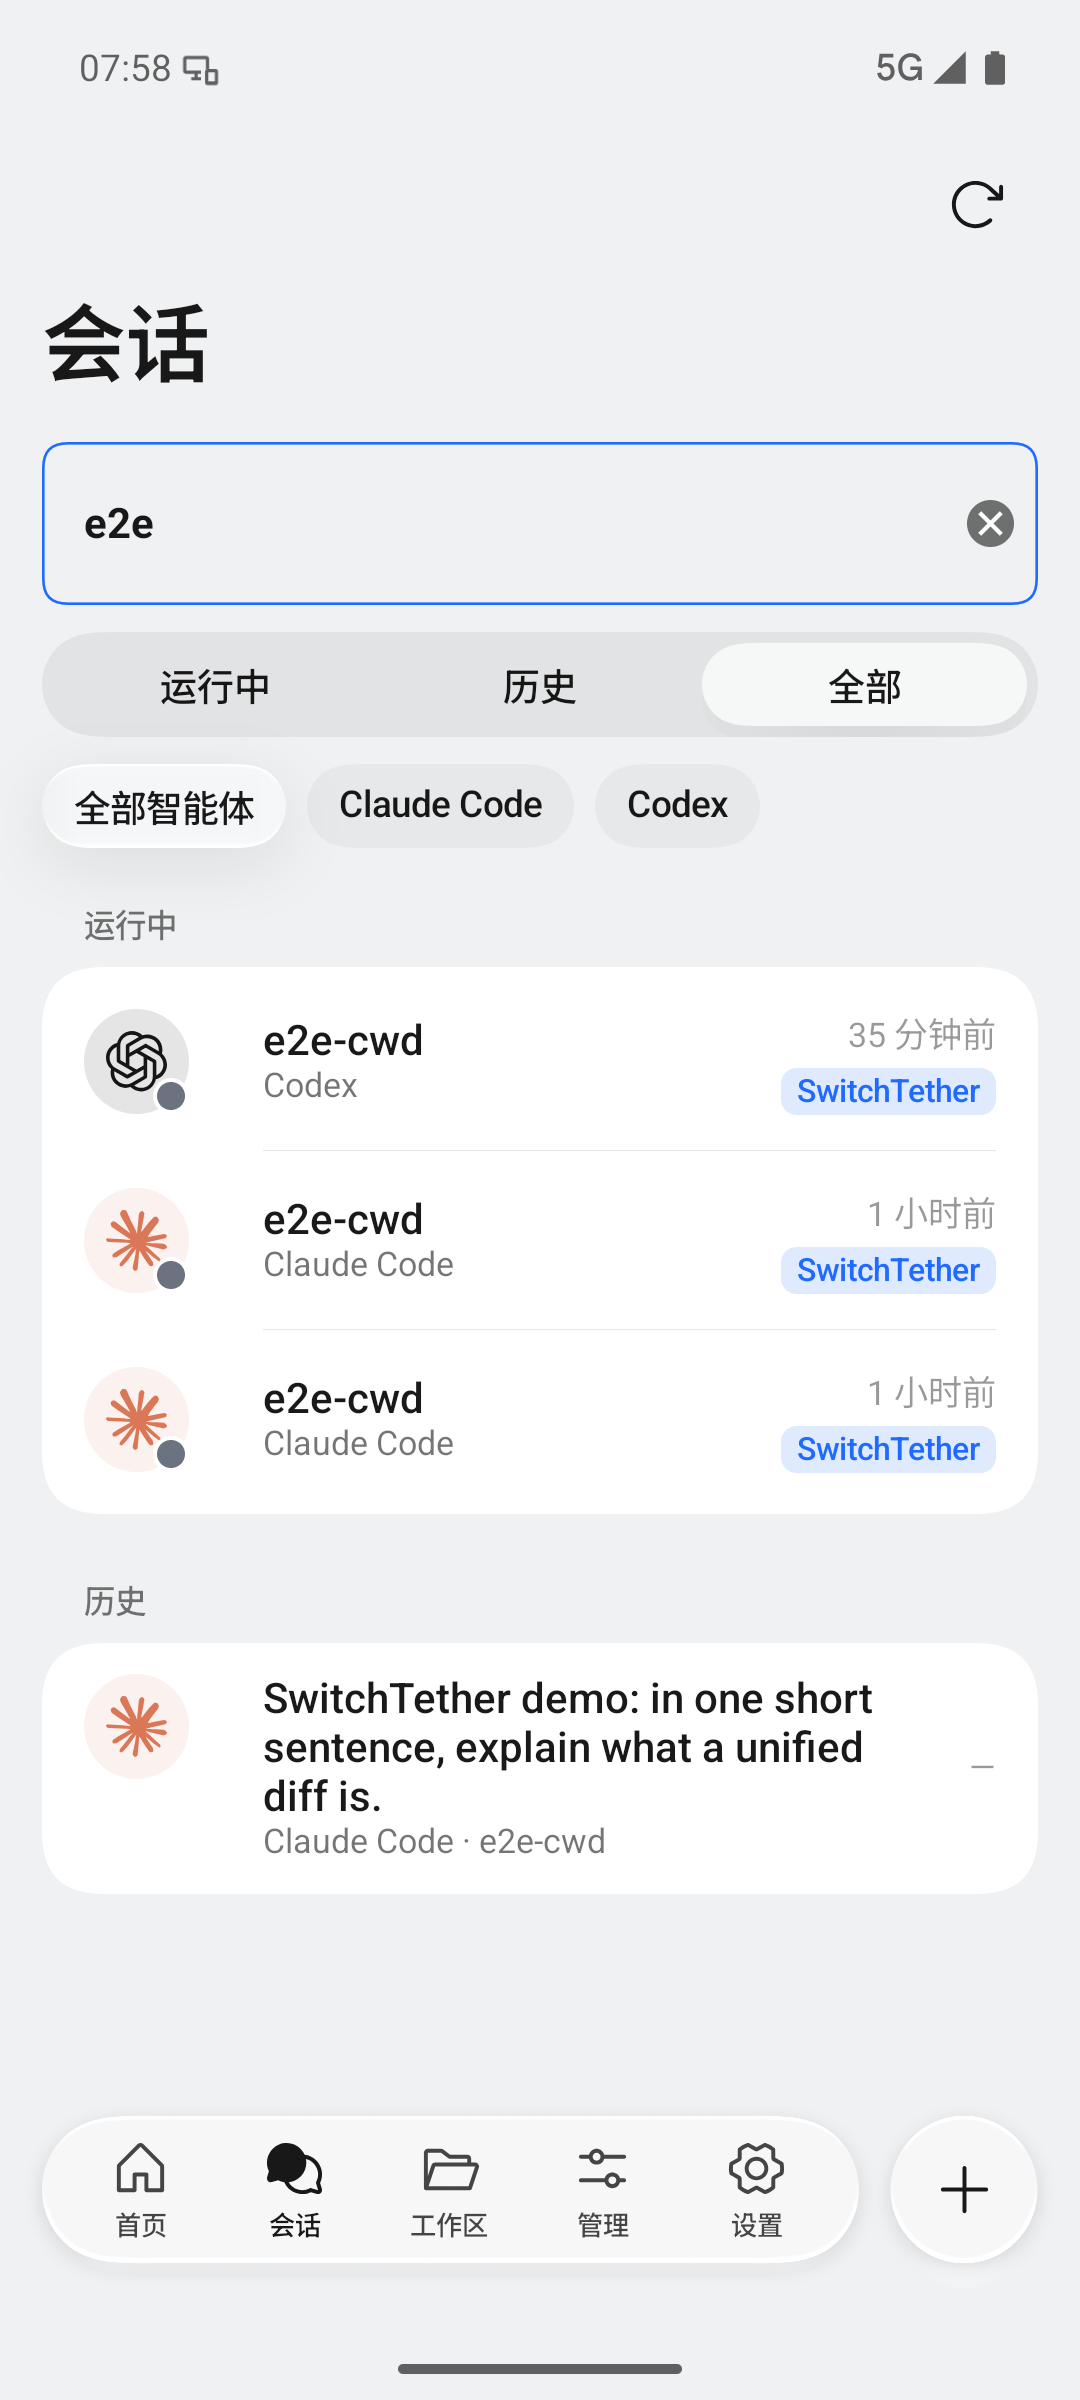 07:58
5G
会话
e2e
运行中
历史
全部
全部智能体
Claude Code
Codex
运行中
e2e-cwd
35 分钟前
Codex
SwitchTether
e2e-cwd
1 小时前
Claude Code
SwitchTether
e2e-cwd
1 小时前
Claude Code
SwitchTether
历史
SwitchTether demo: in one short
sentence, explain what a unified
diff is.
—
Claude Code · e2e-cwd
首页
会话
工作区
管理
设置